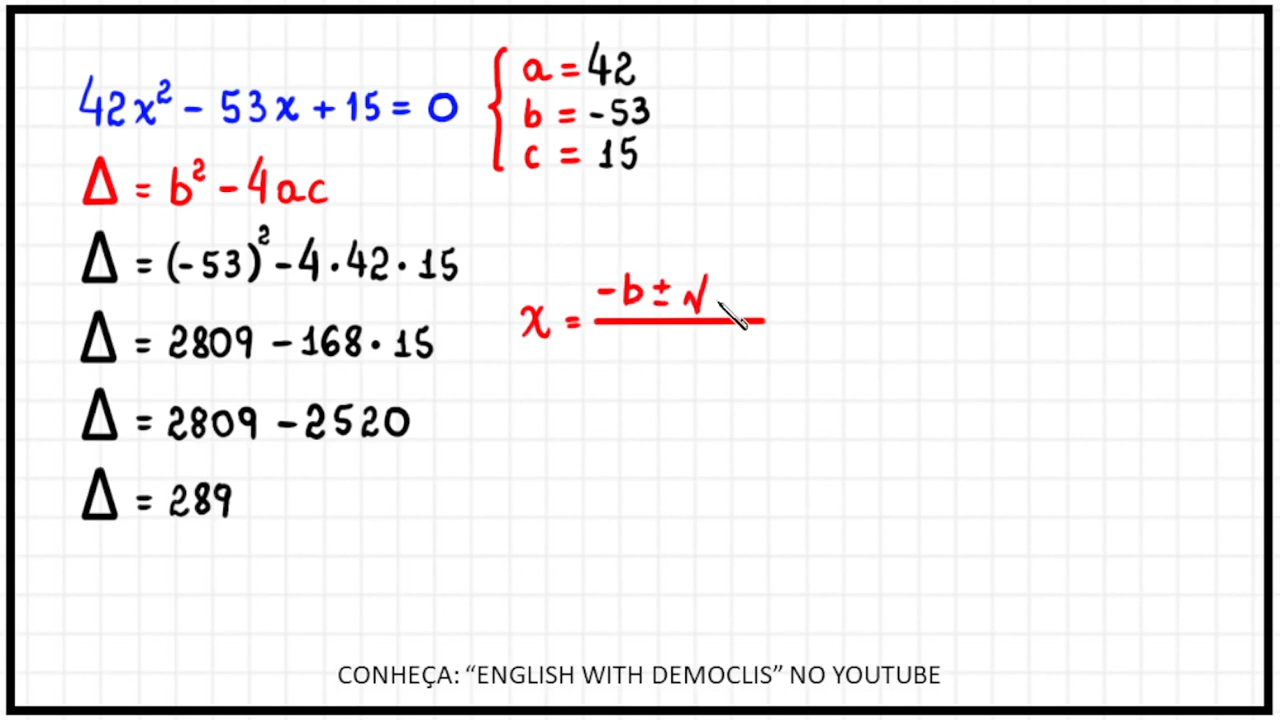 42x² - 53x + 15 = 0
a = 42
b = -53
c = 15
Δ = b² - 4ac
Δ = (-53)² - 4 · 42 · 15
Δ = 2809 - 168 · 15
Δ = 2809 - 2520
Δ = 289
x = -b ± √
CONHEÇA: “ENGLISH WITH DEMOCLIS” NO YOUTUBE